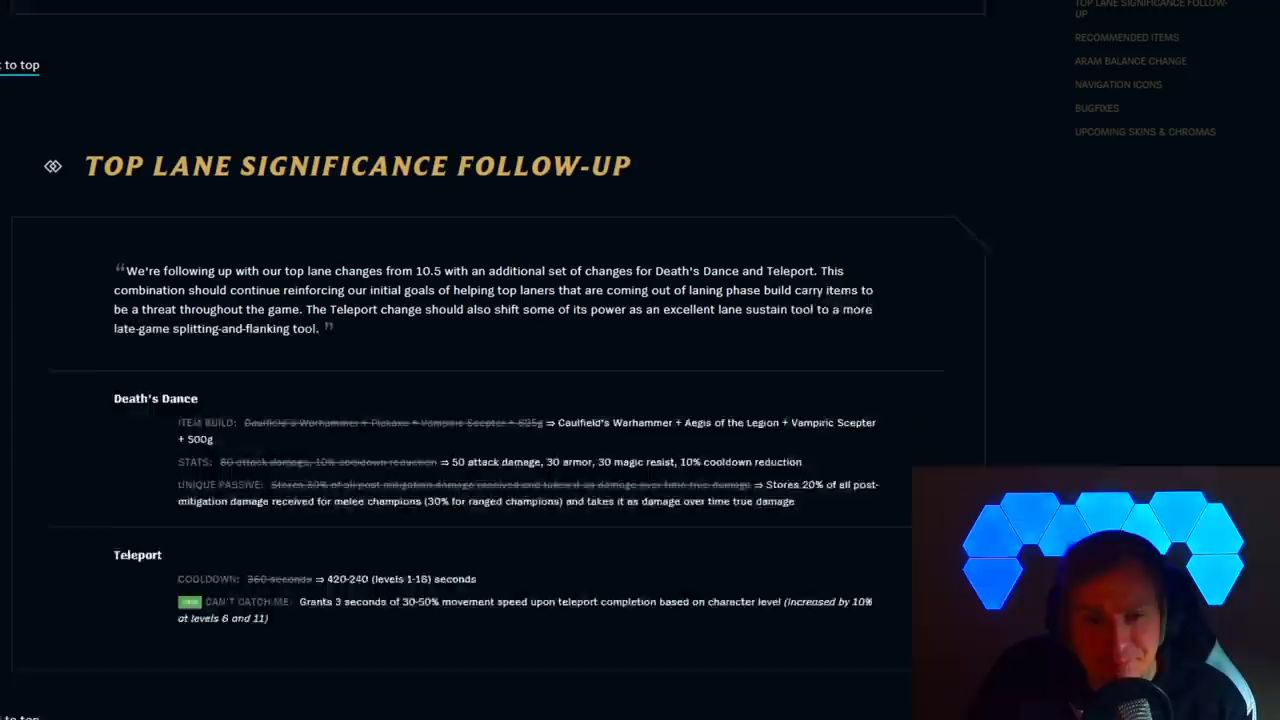 TOP LANE SIGNIFICANCE FOLLOW-
UP
RECOMMENDED ITEMS
ARAM BALANCE CHANGE
NAVIGATION ICONS
BUGFIXES
UPCOMING SKINS & CHROMAS
to top
TOP LANE SIGNIFICANCE FOLLOW-UP
“We're following up with our top lane changes from 10.5 with an additional set of changes for Death's Dance and Teleport. This
combination should continue reinforcing our initial goals of helping top laners that are coming out of laning phase build carry items to
be a threat throughout the game. The Teleport change should also shift some of its power as an excellent lane sustain tool to a more
late-game splitting-and-flanking tool. ”
Death's Dance
ITEM BUILD: Caulfield's Warhammer + Pickaxe + Vampiric Scepter + 625g ⇒ Caulfield's Warhammer + Aegis of the Legion + Vampiric Scepter
+ 500g
STATS: 80 attack damage, 10% cooldown reduction ⇒ 50 attack damage, 30 armor, 30 magic resist, 10% cooldown reduction
UNIQUE PASSIVE: Stores 30% of all post mitigation damage received and takes it as damage over time true damage ⇒ Stores 20% of all post-
mitigation damage received for melee champions (30% for ranged champions) and takes it as damage over time true damage
Teleport
COOLDOWN: 360 seconds ⇒ 420-240 (levels 1-18) seconds
CAN'T CATCH ME: Grants 3 seconds of 30-50% movement speed upon teleport completion based on character level (increased by 10%
at levels 6 and 11)
to top